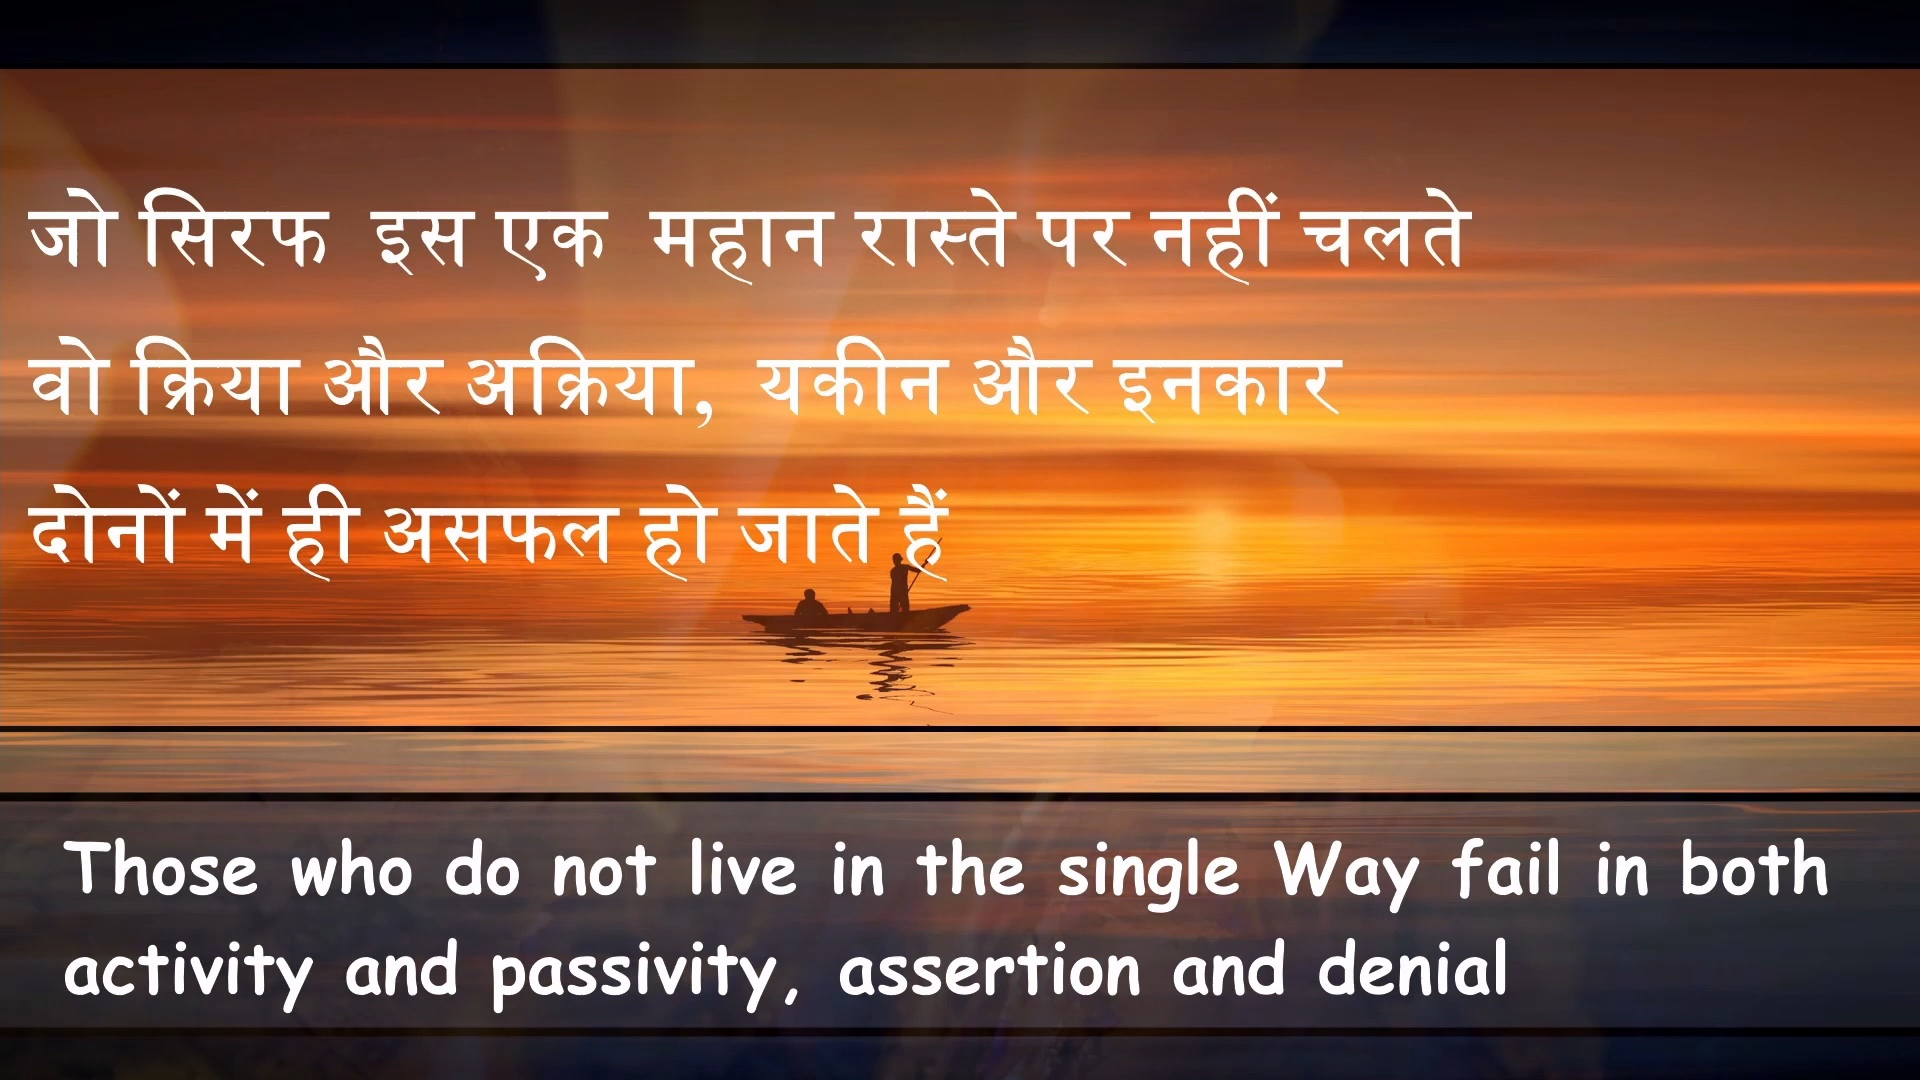 जो सिरफ इस एक महान रास्ते पर नहीं चलते
वो क्रिया और अक्रिया, यकीन और इनकार
दोनों में ही असफल हो जाते हैं
Those who do not live in the single Way fail in both
activity and passivity, assertion and denial